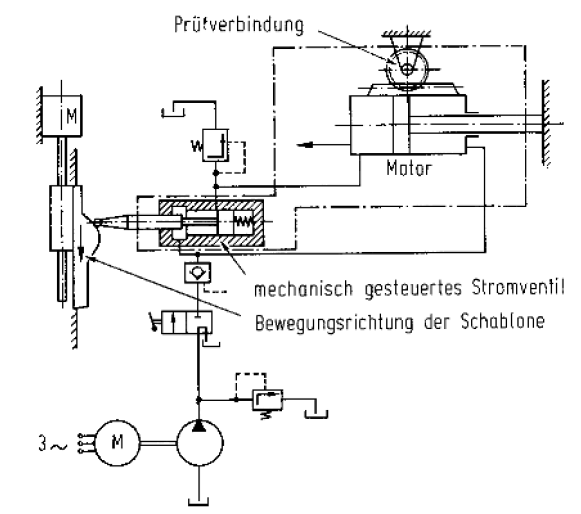 Prüfverbindung
M
Motor
mechanisch gesteuertes Stromventil
Bewegungsrichtung der Schablone
3~
M